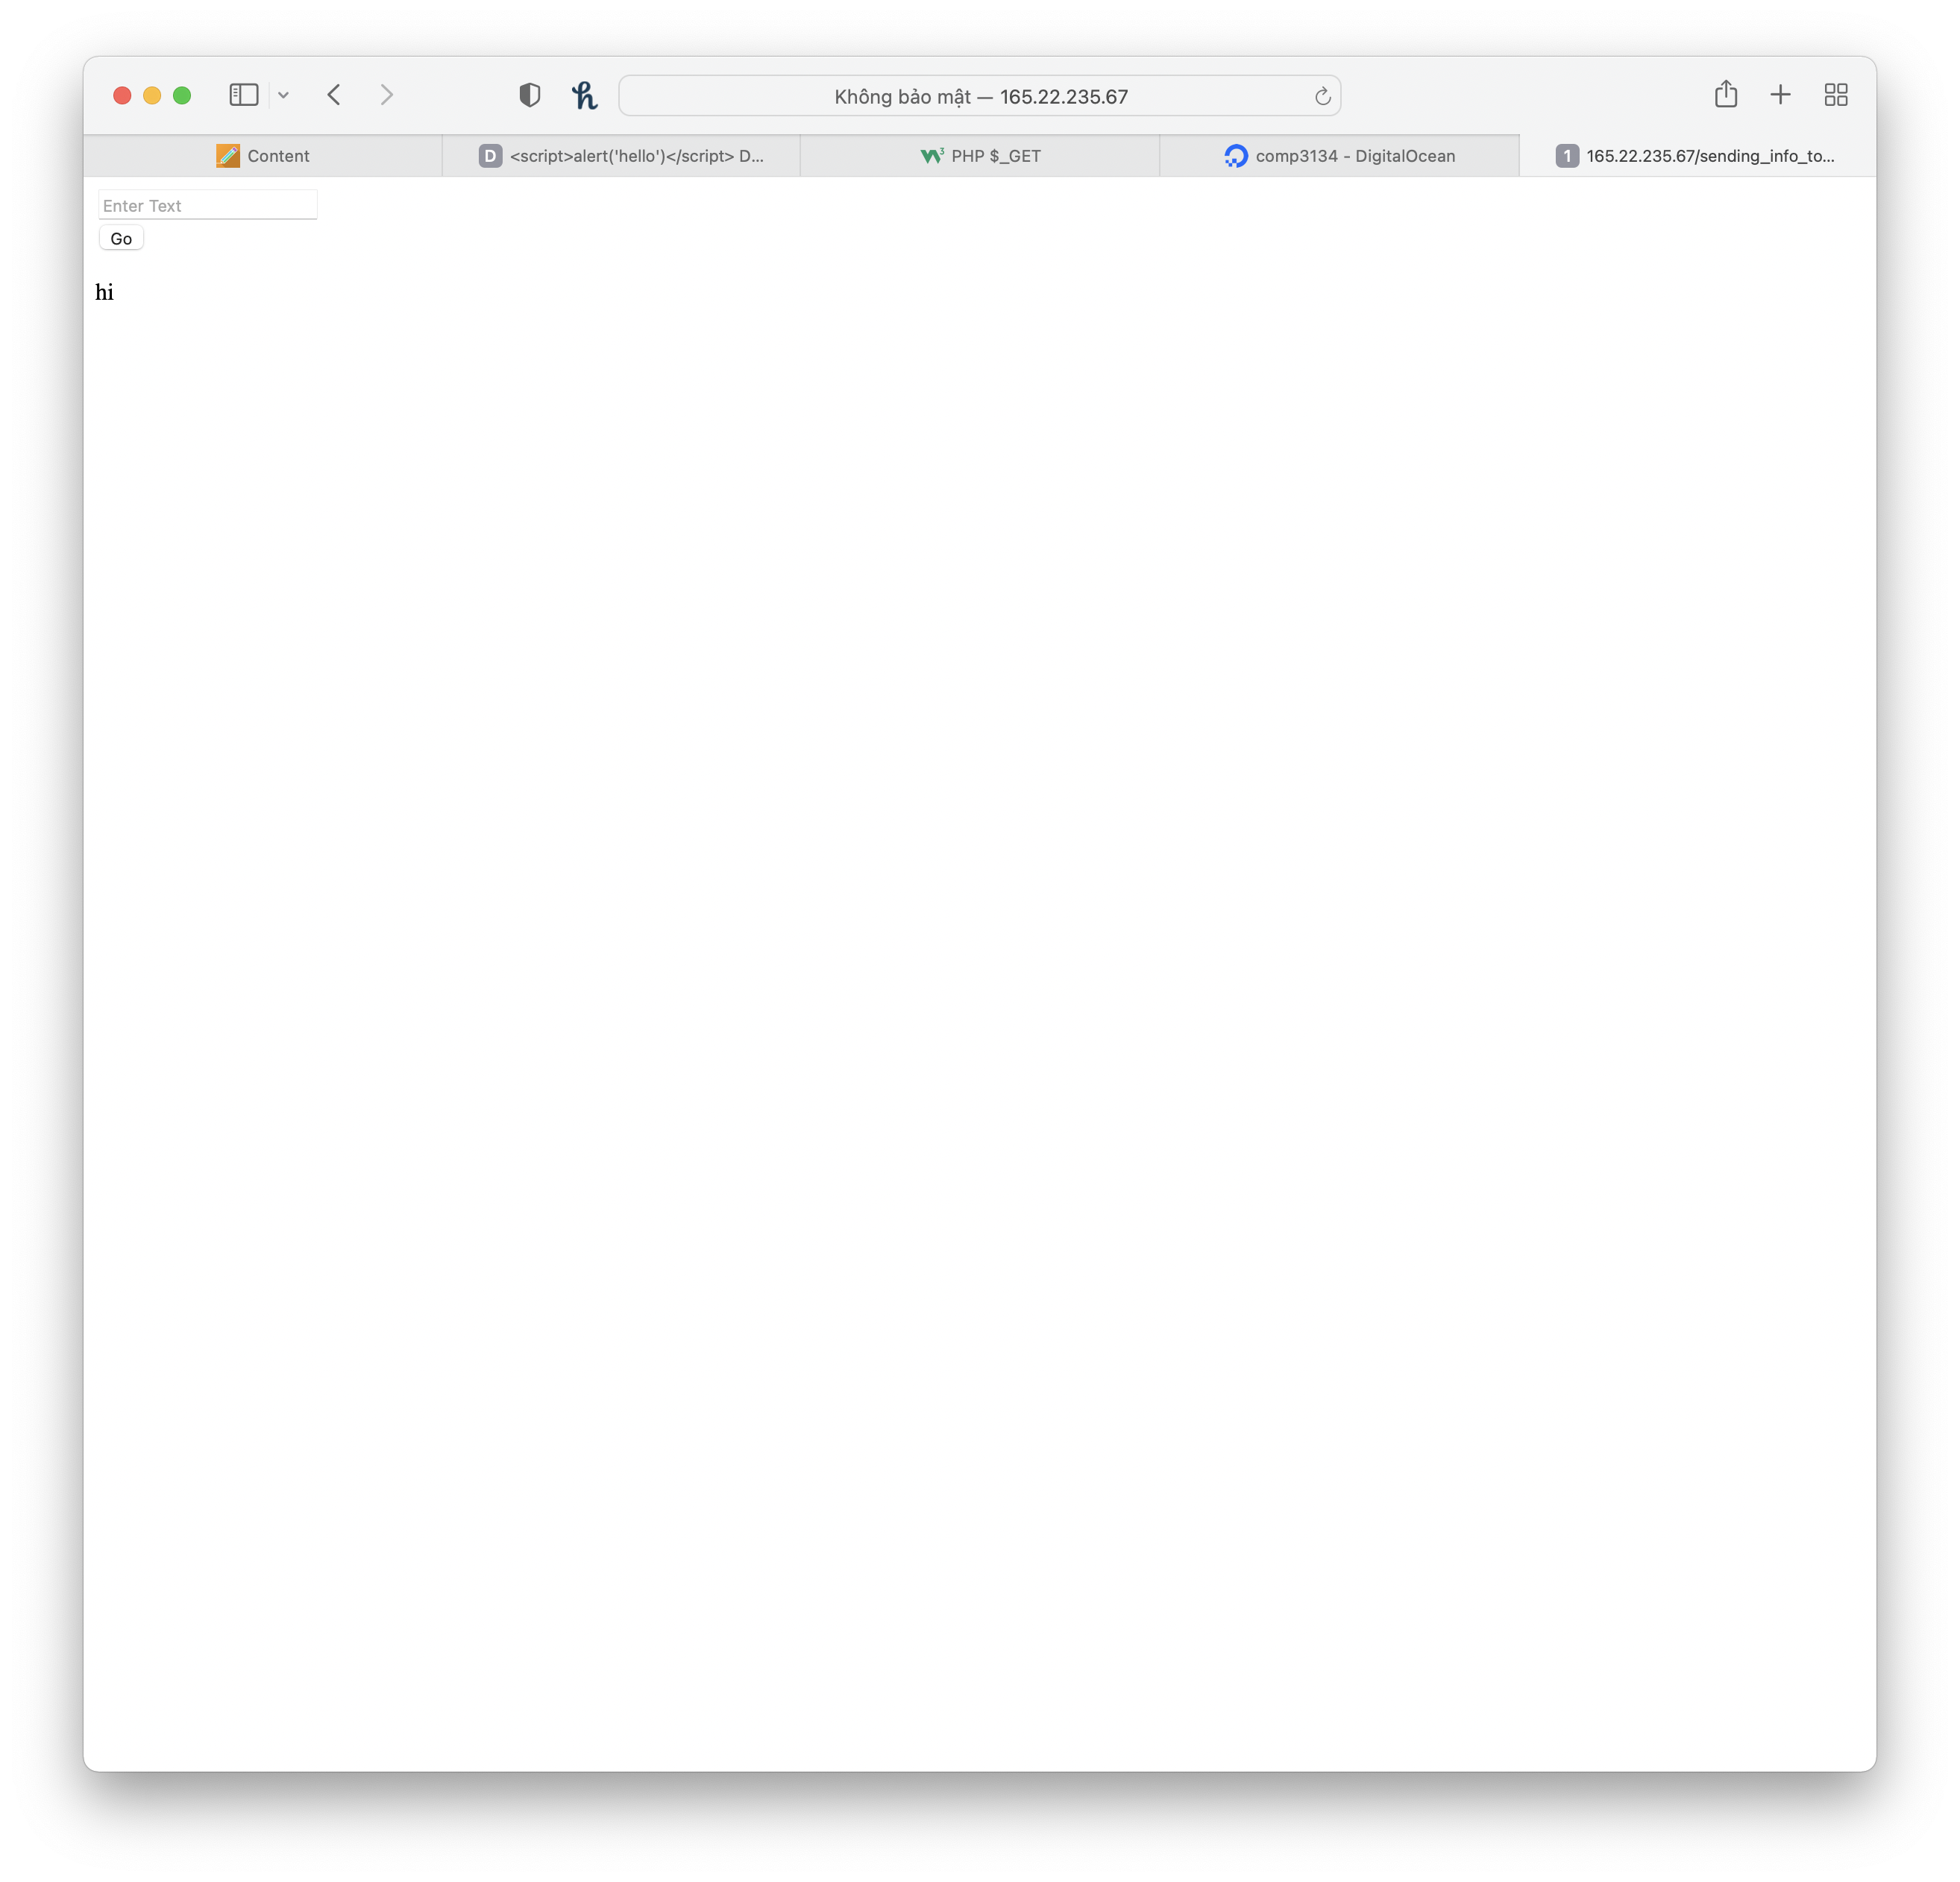 Không bảo mật — 165.22.235.67
Content
D <script>alert('hello')</script> D...
PHP $_GET
comp3134 - DigitalOcean
1 165.22.235.67/sending_info_to...
Enter Text
Go
hi